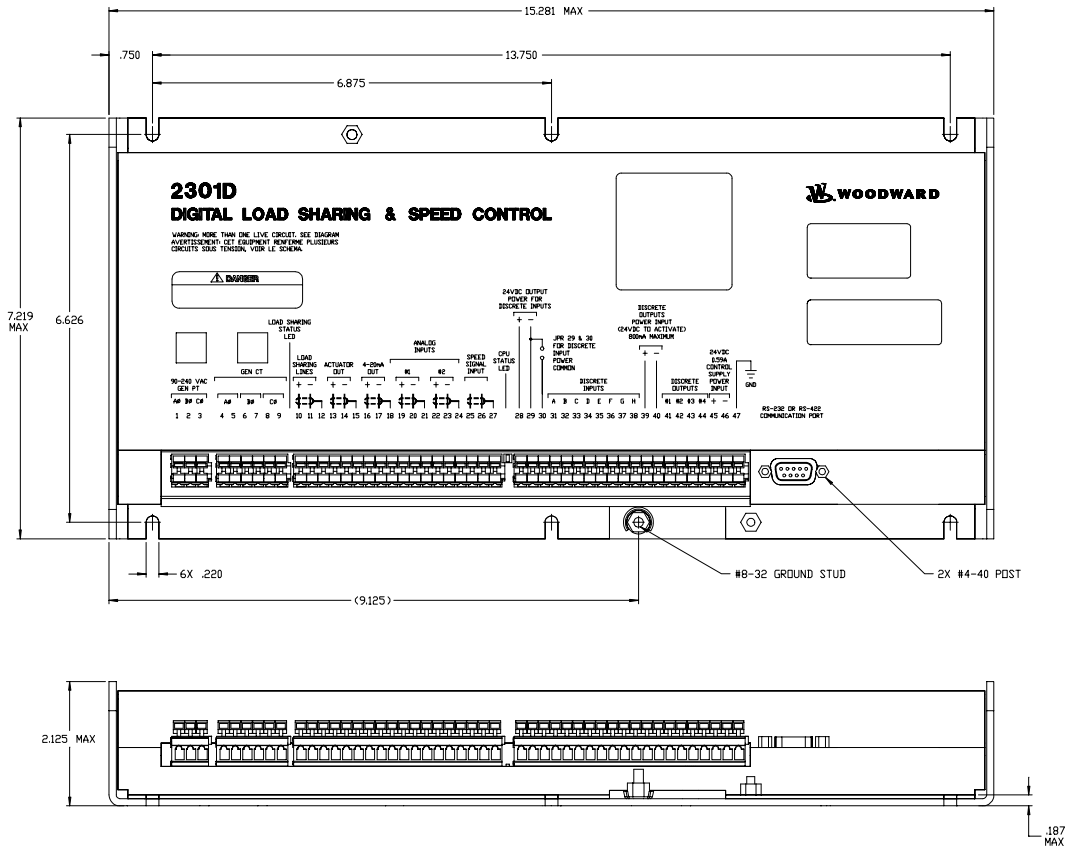 15.281 MAX
.750
13.750
6.875
7.219
MAX
6.626
2301D
DIGITAL LOAD SHARING & SPEED CONTROL
WARNING: MORE THAN ONE LIVE CIRCUIT. SEE DIAGRAM
AVERTISSEMENT: CET EQUIPMENT RENFERME PLUSIEURS
CIRCUITS SOUS TENSION, VOIR LE SCHEMA.
WOODWARD
DANGER
LOAD SHARING
STATUS
LED
90-240 VAC
GEN PT
AØ BØ CØ
1 2 3
GEN CT
AØ BØ CØ
4 5 6 7 8 9
LOAD
SHARING
LINES
+ -
10 11 12
ACTUATOR
OUT
+ -
13 14 15
4-20mA
OUT
+ -
16 17 18
ANALOG
INPUTS
#1 #2
+ - + -
19 20 21 22 23 24
SPEED
SIGNAL
INPUT
25 26 27
CPU
STATUS
LED
24VDC OUTPUT
POWER FOR
DISCRETE INPUTS
+ -
28 29 30
JPR 29 & 30
FOR DISCRETE
INPUT
POWER
COMMON
DISCRETE
INPUTS
A B C D E F G H
31 32 33 34 35 36 37 38
DISCRETE
OUTPUTS
POWER INPUT
(24VDC TO ACTIVATE)
800mA MAXIMUM
+ -
39 40
DISCRETE
OUTPUTS
#1 #2 #3 #4
41 42 43 44
24VDC
0.59A
CONTROL
SUPPLY
POWER
INPUT
+ -
45 46 47
GND
RS-232 OR RS-422
COMMUNICATION PORT
6X .220
#8-32 GROUND STUD
2X #4-40 POST
(9.125)
2.125 MAX
.187
MAX